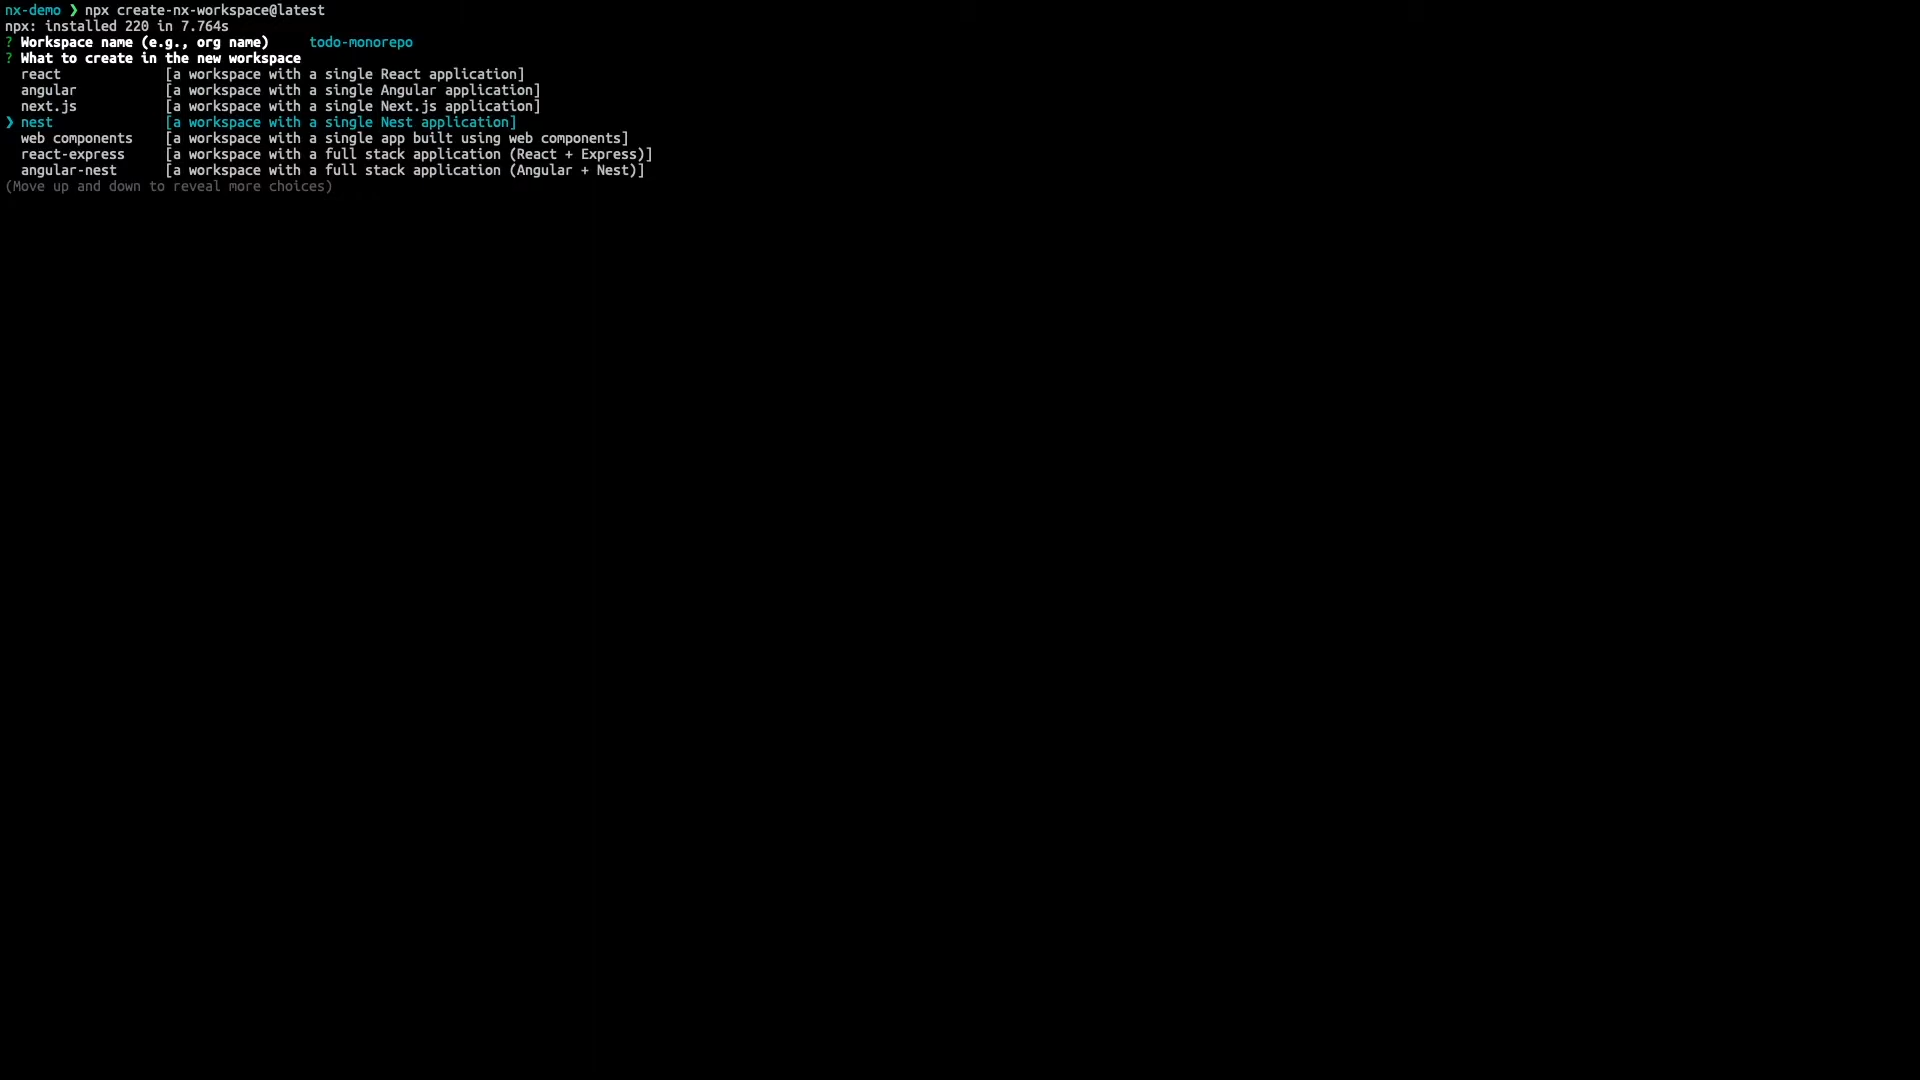 nx-demo ❯ npx create-nx-workspace@latest
npx: installed 220 in 7.764s
? Workspace name (e.g., org name)     todo-monorepo
? What to create in the new workspace
  react             [a workspace with a single React application]
  angular           [a workspace with a single Angular application]
  next.js           [a workspace with a single Next.js application]
❯ nest              [a workspace with a single Nest application]
  web components    [a workspace with a single app built using web components]
  react-express     [a workspace with a full stack application (React + Express)]
  angular-nest      [a workspace with a full stack application (Angular + Nest)]
(Move up and down to reveal more choices)